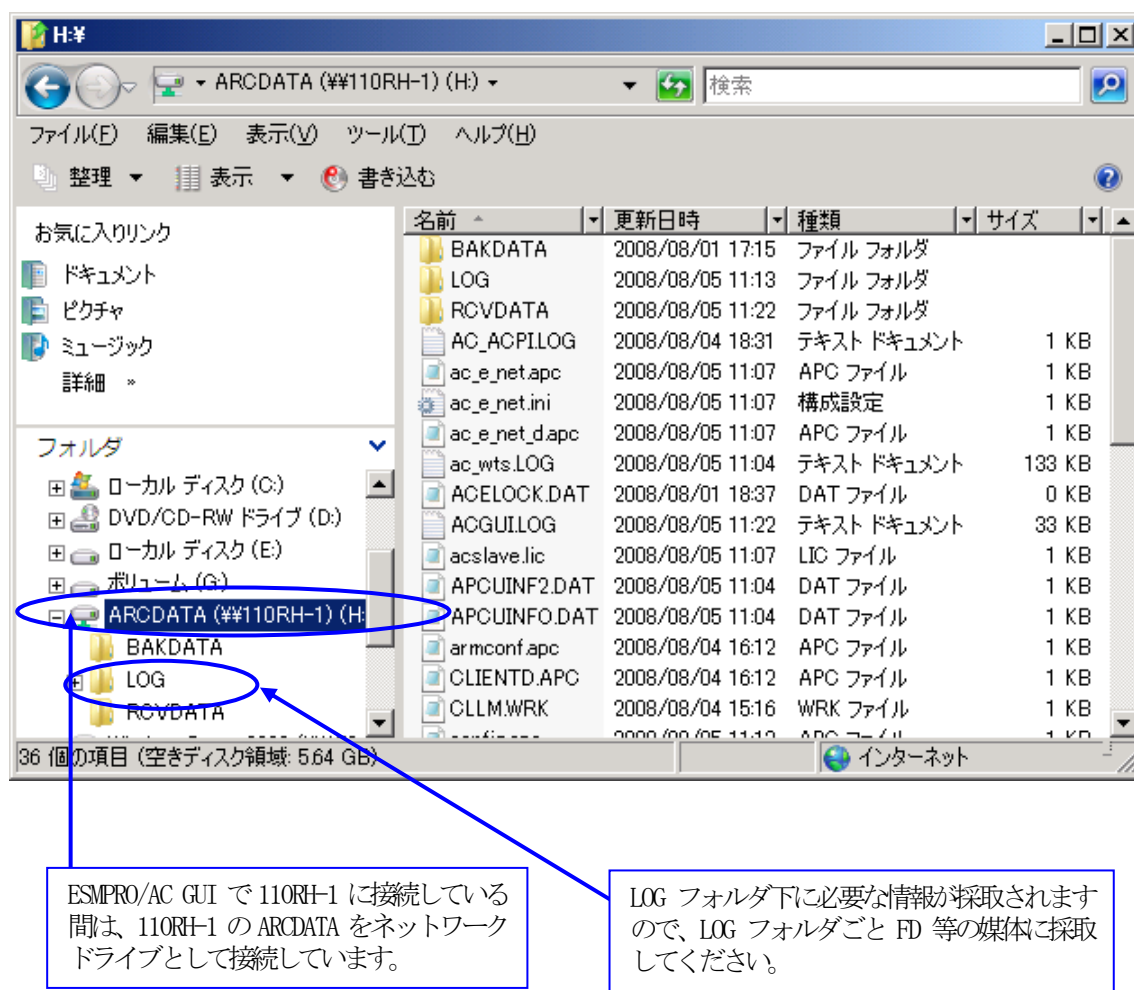 H:¥
ARCDATA (¥¥110RH-1) (H:)
検索
ファイル(F) 編集(E) 表示(V) ツール(T) ヘルプ(H)
整理 表示 書き込む
お気に入りリンク
ドキュメント
ピクチャ
ミュージック
詳細 »
フォルダ
ローカル ディスク (C:)
DVD/CD-RW ドライブ (D:)
ローカル ディスク (E:)
ボリューム (G:)
ARCDATA (¥¥110RH-1) (H:
BAKDATA
LOG
RCVDATA
名前 更新日時 種類 サイズ
BAKDATA 2008/08/01 17:15 ファイル フォルダ
LOG 2008/08/05 11:13 ファイル フォルダ
RCVDATA 2008/08/05 11:22 ファイル フォルダ
AC_ACPI.LOG 2008/08/04 18:31 テキスト ドキュメント 1 KB
ac_e_net.apc 2008/08/05 11:07 APC ファイル 1 KB
ac_e_net.ini 2008/08/05 11:07 構成設定 1 KB
ac_e_net_d.apc 2008/08/05 11:07 APC ファイル 1 KB
ac_wts.LOG 2008/08/05 11:04 テキスト ドキュメント 133 KB
ACELOCK.DAT 2008/08/01 18:37 DAT ファイル 0 KB
ACGUI.LOG 2008/08/05 11:22 テキスト ドキュメント 33 KB
acslave.lic 2008/08/05 11:07 LIC ファイル 1 KB
APCUINF2.DAT 2008/08/05 11:04 DAT ファイル 1 KB
APCUINFO.DAT 2008/08/05 11:04 DAT ファイル 1 KB
armconf.apc 2008/08/04 16:12 APC ファイル 1 KB
CLIENTD.APC 2008/08/04 16:12 APC ファイル 1 KB
CLLM.WRK 2008/08/04 15:16 WRK ファイル 1 KB
36 個の項目 (空きディスク領域: 5.64 GB)
インターネット
ESMPRO/AC GUI で 110RH-1 に接続している
間は、110RH-1 の ARCDATA をネットワーク
ドライブとして接続しています。
LOG フォルダ下に必要な情報が採取されます
ので、LOG フォルダごと FD 等の媒体に採取
してください。